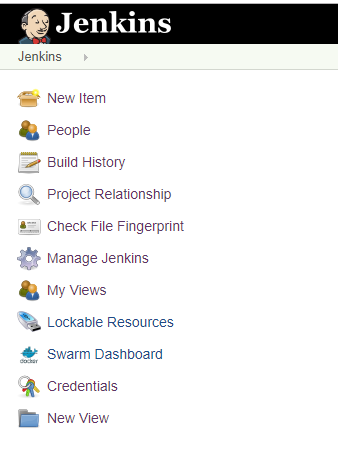 Jenkins
Jenkins
New Item
People
Build History
Project Relationship
Check File Fingerprint
Manage Jenkins
My Views
Lockable Resources
docker Swarm Dashboard
Credentials
New View